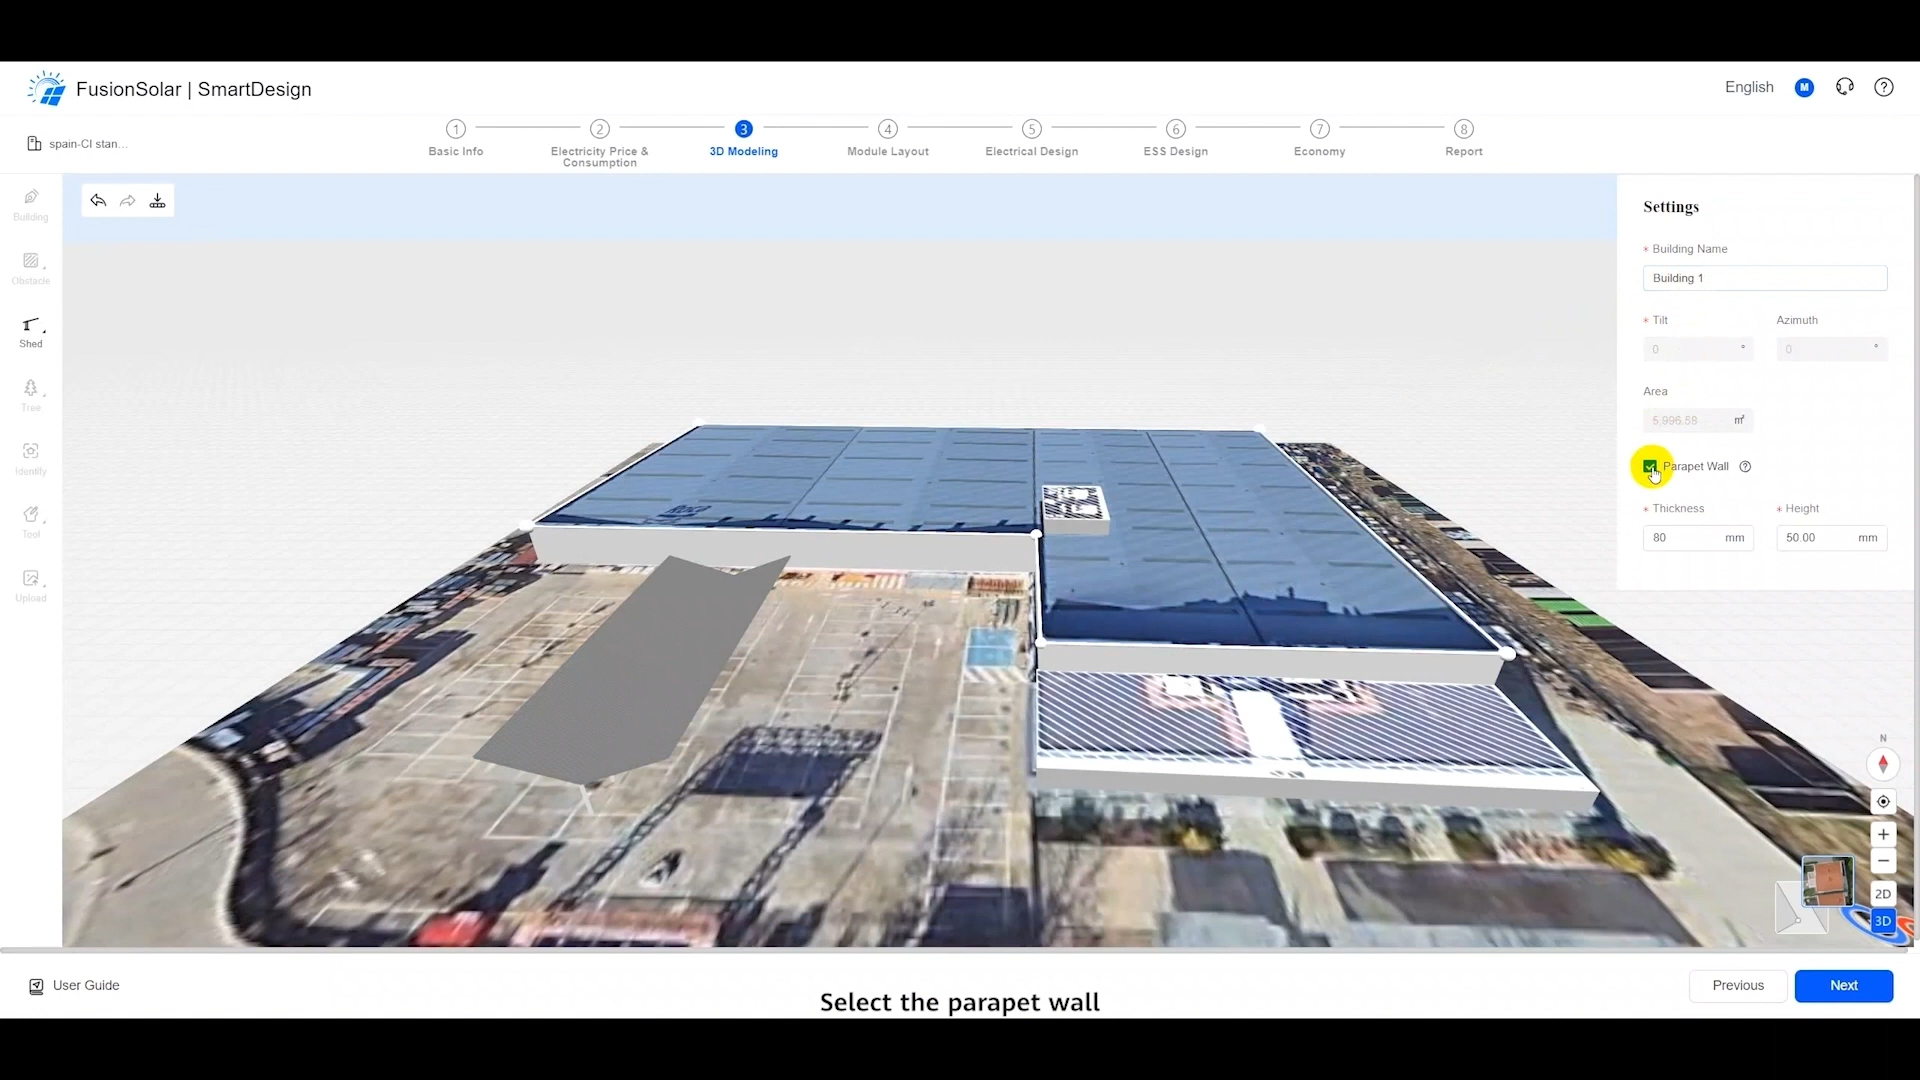 FusionSolar | SmartDesign
English
M
spain-CI stan...
1
2
3
4
5
6
7
8
Basic Info
Electricity Price &
Consumption
3D Modeling
Module Layout
Electrical Design
ESS Design
Economy
Report
Building
Obstacle
Shed
Tree
Identify
Tool
Upload
Settings
* Building Name
Building 1
* Tilt
Azimuth
0 °
0 °
Area
5,996.58 m²
Parapet Wall
* Thickness
* Height
80 mm
50.00 mm
N
2D
3D
User Guide
Previous
Next
Select the parapet wall